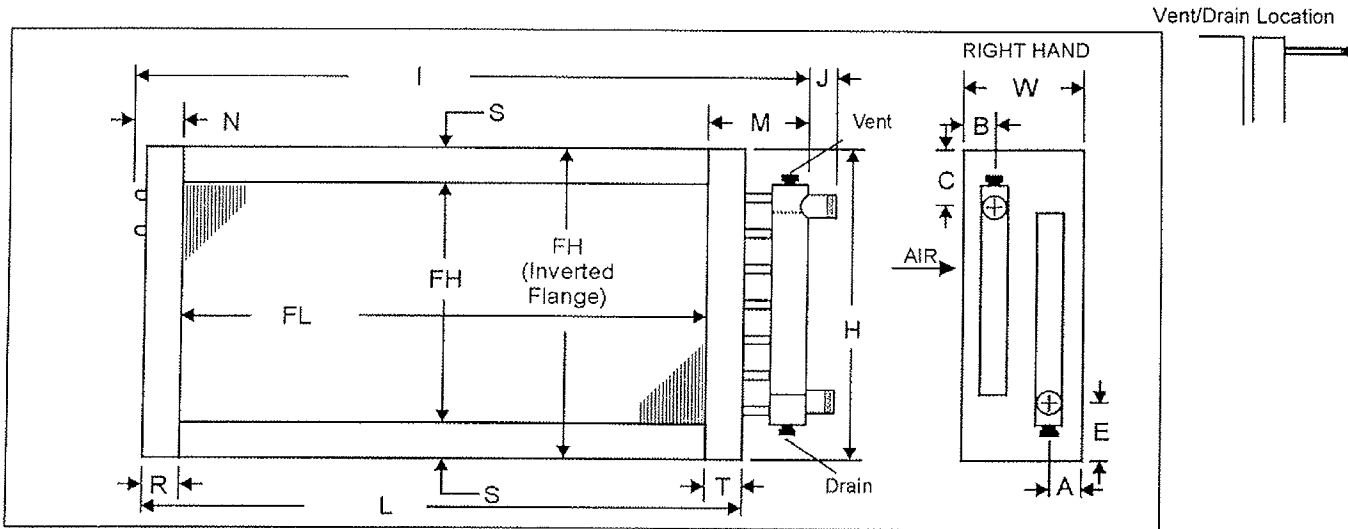 Vent/Drain Location
RIGHT HAND
I
J
W
N
S
M
Vent
B
C
FH
FH
(Inverted
Flange)
AIR
FL
H
E
R
S
T
Drain
A
L